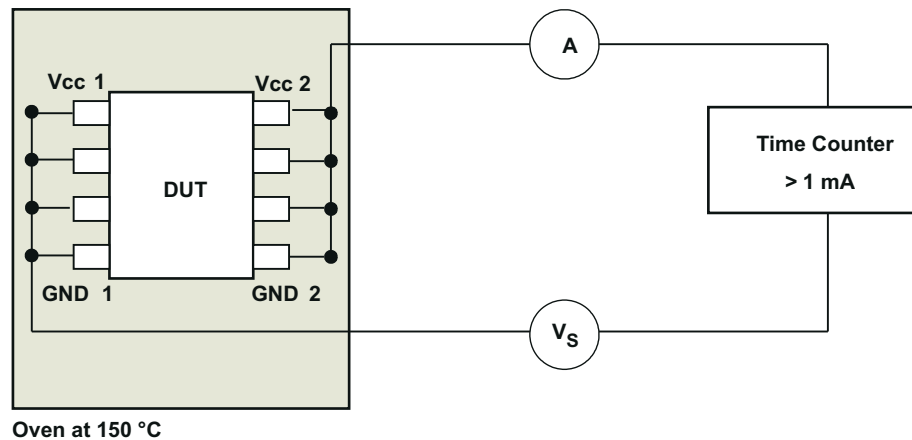 A
Vcc 1
Vcc 2
Time Counter
> 1 mA
DUT
GND 1
GND 2
VS
Oven at 150 °C